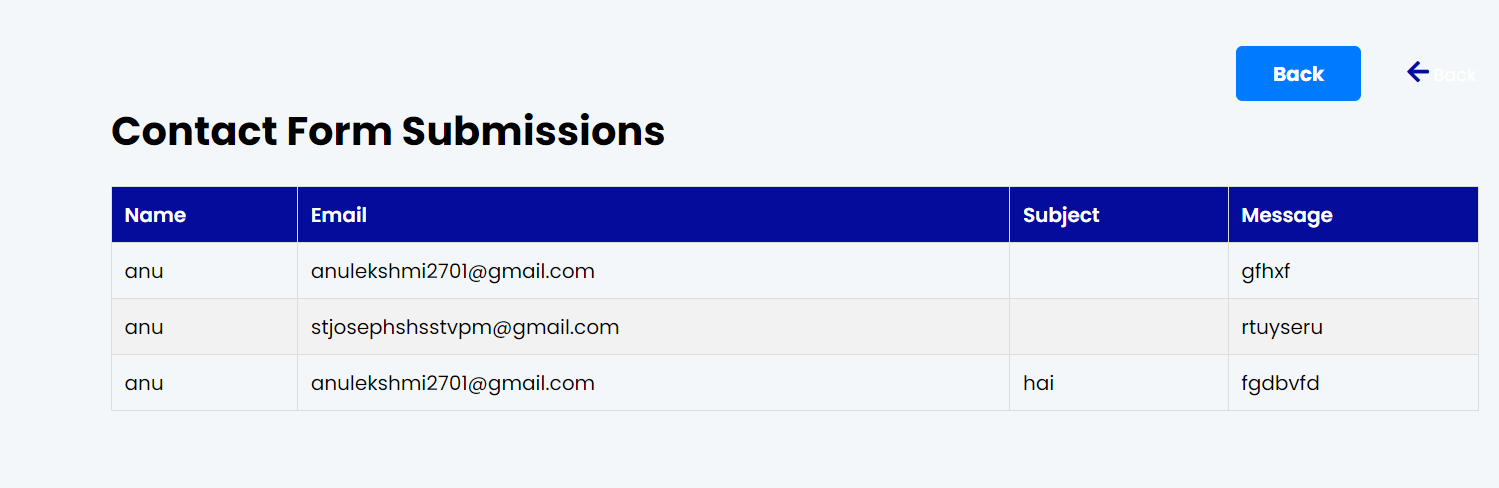 Back Back
Contact Form Submissions
Name Email Subject Message
anu anulekshmi2701@gmail.com gfhxf
anu stjosephshsstvpm@gmail.com rtuyseru
anu anulekshmi2701@gmail.com hai fgdbvfd